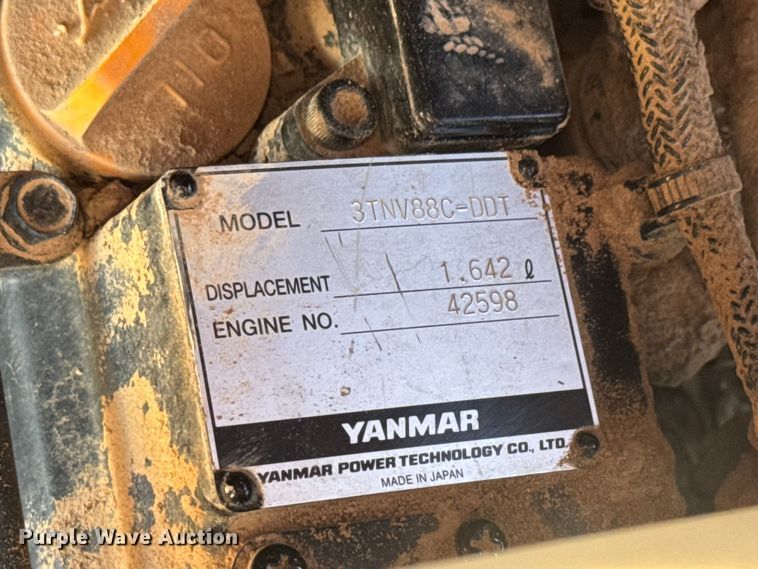 OIL
MODEL 3TNV88C-DDT
DISPLACEMENT 1.642 ℓ
ENGINE NO. 42598
YANMAR
YANMAR POWER TECHNOLOGY CO., LTD.
MADE IN JAPAN
Purple Wave Auction